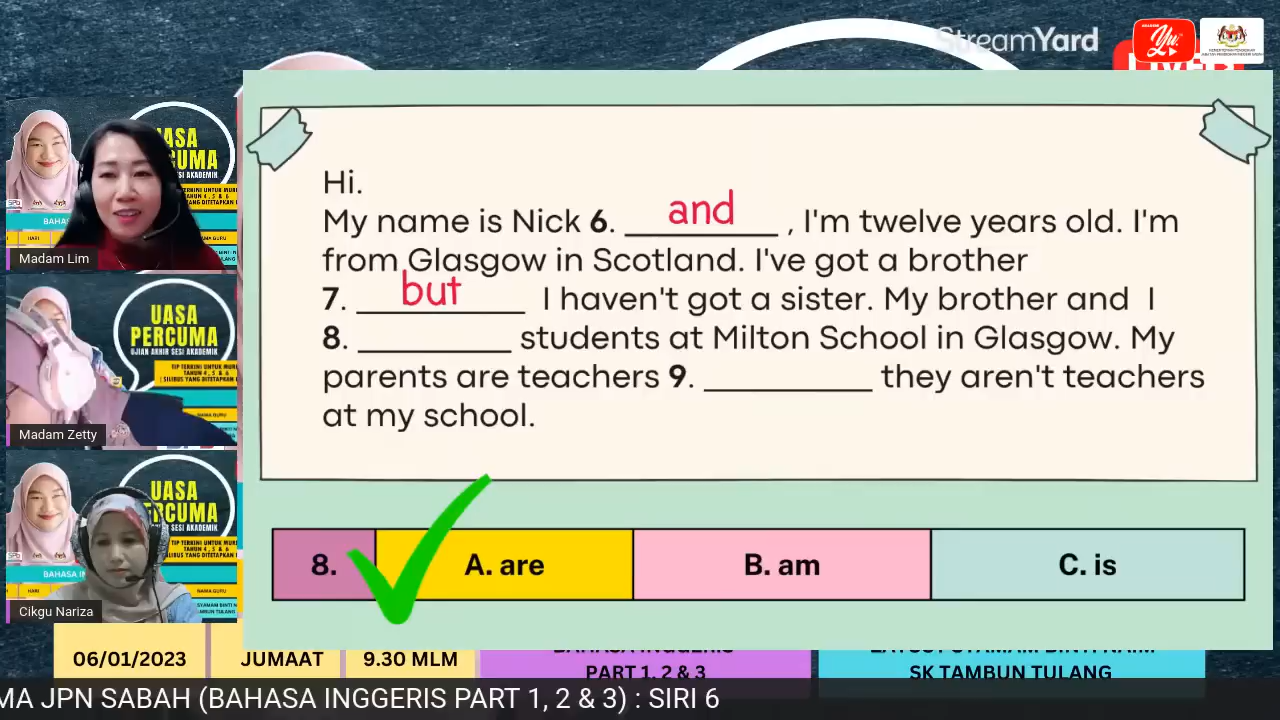 StreamYard
Hi.
My name is Nick 6. and , I'm twelve years old. I'm
from Glasgow in Scotland. I've got a brother
7. but I haven't got a sister. My brother and I
8. students at Milton School in Glasgow. My
parents are teachers 9. they aren't teachers
at my school.
8. A. are B. am C. is
Madam Lim
UASA
PERCUMA
UJIAN AKHIR SESI AKADEMIK
Madam Zetty
Cikgu Nariza
06/01/2023 JUMAAT 9.30 MLM
PART 1, 2 & 3
SK TAMBUN TULANG
MA JPN SABAH (BAHASA INGGERIS PART 1, 2 & 3) : SIRI 6